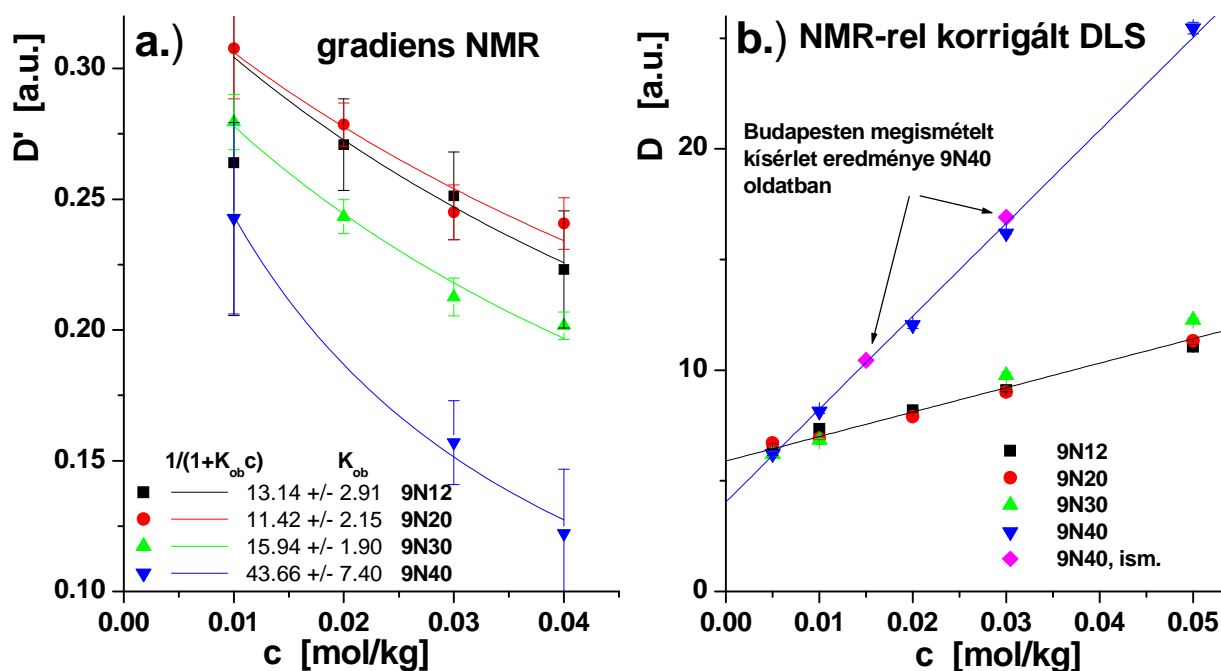 a.)
gradiens NMR
D' [a.u.]
0.30
0.25
0.20
0.15
0.10
1/(1+K_ob c) K_ob
13.14 +/- 2.91 9N12
11.42 +/- 2.15 9N20
15.94 +/- 1.90 9N30
43.66 +/- 7.40 9N40
0.00 0.01 0.02 0.03 0.04
c [mol/kg]
b.) NMR-rel korrigált DLS
D [a.u.]
20
10
0
Budapesten megismételt
kísérlet eredménye 9N40
oldatban
9N12
9N20
9N30
9N40
9N40, ism.
0.00 0.01 0.02 0.03 0.04 0.05
c [mol/kg]